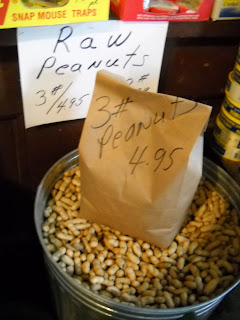 SNAP MOUSE TRAPS
Raw
Peanuts
3#/4.95
3#
Peanuts
4.95